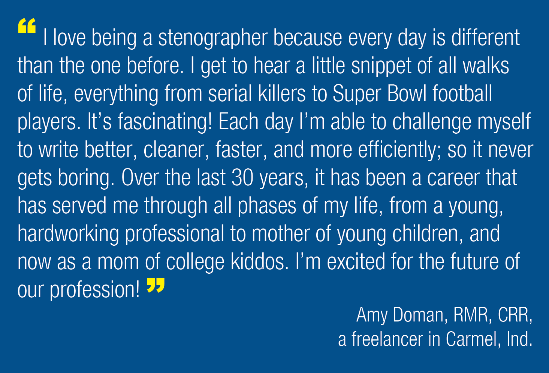 “ I love being a stenographer because every day is different
than the one before. I get to hear a little snippet of all walks
of life, everything from serial killers to Super Bowl football
players. It’s fascinating! Each day I’m able to challenge myself
to write better, cleaner, faster, and more efficiently; so it never
gets boring. Over the last 30 years, it has been a career that
has served me through all phases of my life, from a young,
hardworking professional to mother of young children, and
now as a mom of college kiddos. I’m excited for the future of
our profession! ”
Amy Doman, RMR, CRR,
a freelancer in Carmel, Ind.